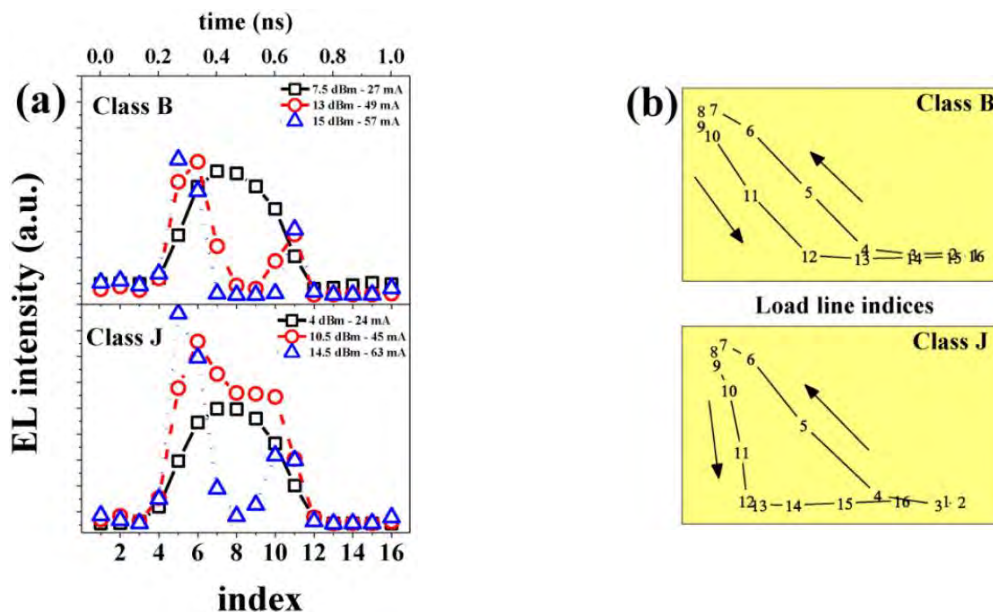 time (ns)
0.0 0.2 0.4 0.6 0.8 1.0
(a)
Class B
7.5 dBm - 27 mA
13 dBm - 49 mA
15 dBm - 57 mA
Class J
4 dBm - 24 mA
10.5 dBm - 45 mA
14.5 dBm - 63 mA
EL intensity (a.u.)
2 4 6 8 10 12 14 16
index
(b)
Class B
8 7
9
10
6
11
5
12
4
13
3
14
2
15
1
16
Load line indices
Class J
7
8
9
6
10
5
11
12
13
14
15
4
16
3
1
2